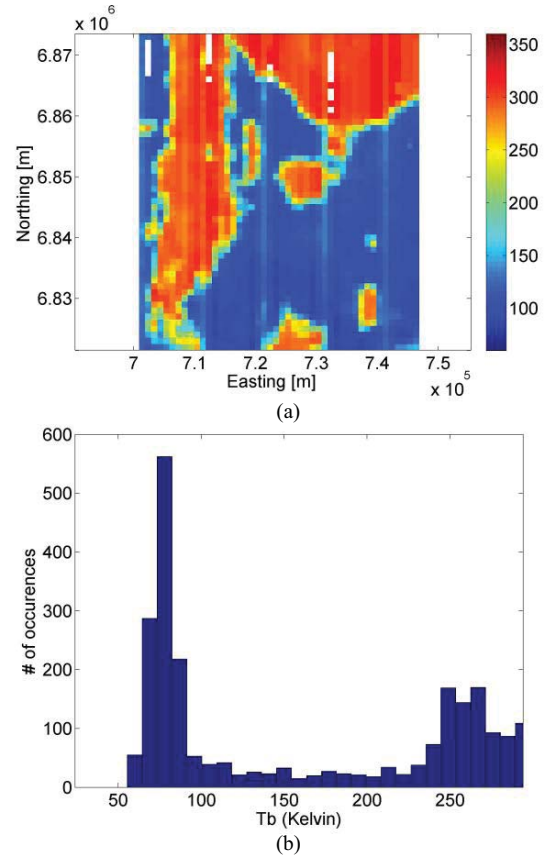 x 10^6
6.87
6.86
6.85
6.84
6.83
Northing [m]
7 7.1 7.2 7.3 7.4 7.5
Easting [m]
x 10^5
350
300
250
200
150
100
(a)
600
500
400
300
200
100
0
# of occurences
50 100 150 200 250
Tb (Kelvin)
(b)